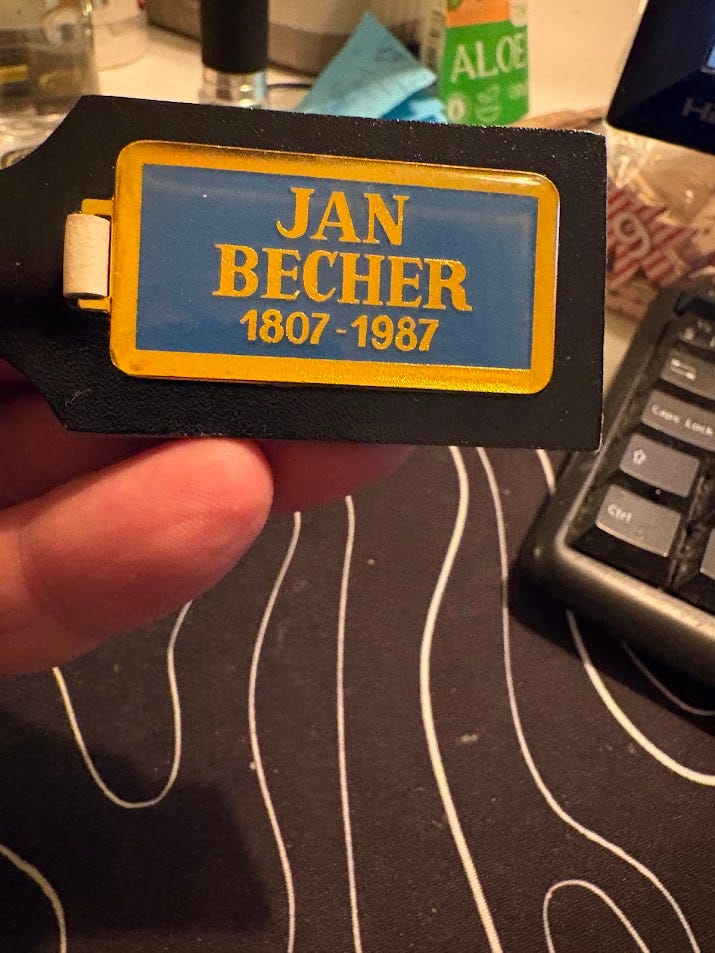 ALOE
JAN
BECHER
1807-1987
Caps Lock
Ctrl